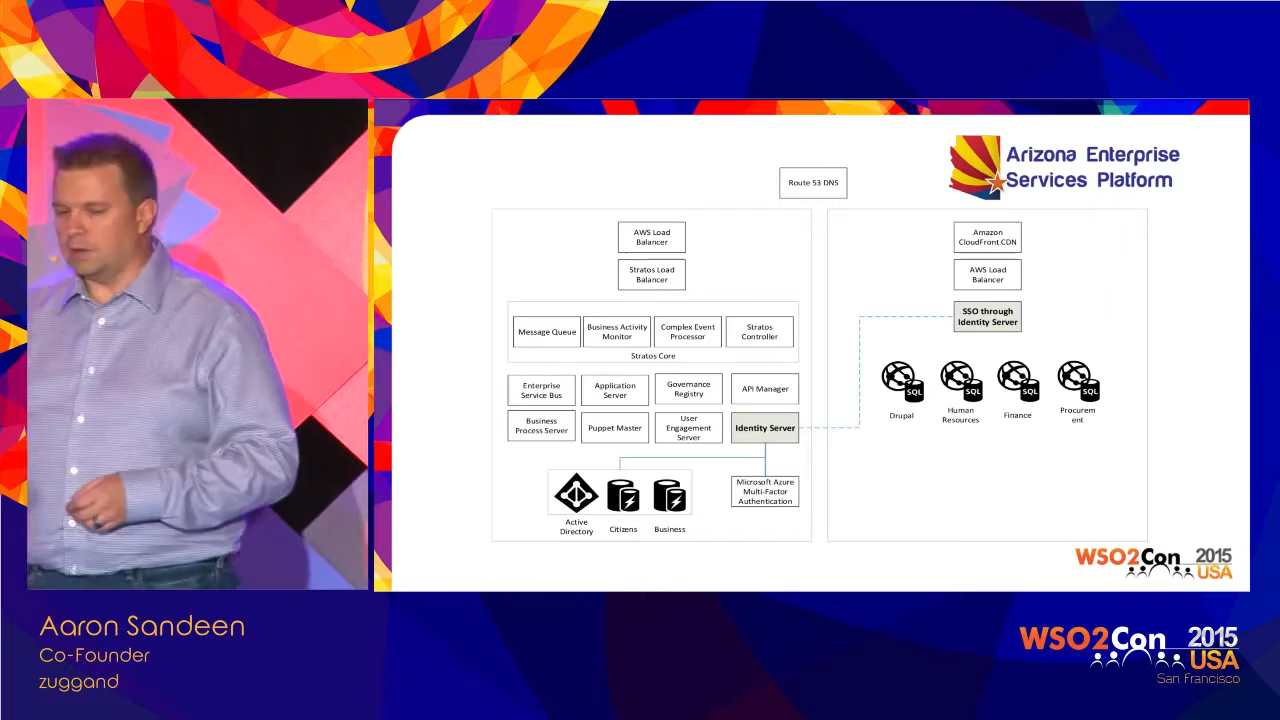 Arizona Enterprise
Services Platform
Route 53 DNS
AWS Load
Balancer
Stratos Load
Balancer
Message Queue
Business Activity
Monitor
Complex Event
Processor
Stratos
Controller
Stratos Core
Enterprise
Service Bus
Application
Server
Governance
Registry
API Manager
Business
Process Server
Puppet Master
User
Engagement
Server
Identity Server
Active
Directory
Citizens
Business
Microsoft Azure
Multi-Factor
Authentication
Amazon
CloudFront CDN
AWS Load
Balancer
SSO through
Identity Server
SQL
SQL
SQL
SQL
Drupal
Human
Resources
Finance
Procurem
ent
WSO2Con 2015
USA
Aaron Sandeen
Co-Founder
zuggand
WSO2Con 2015
USA
San Francisco